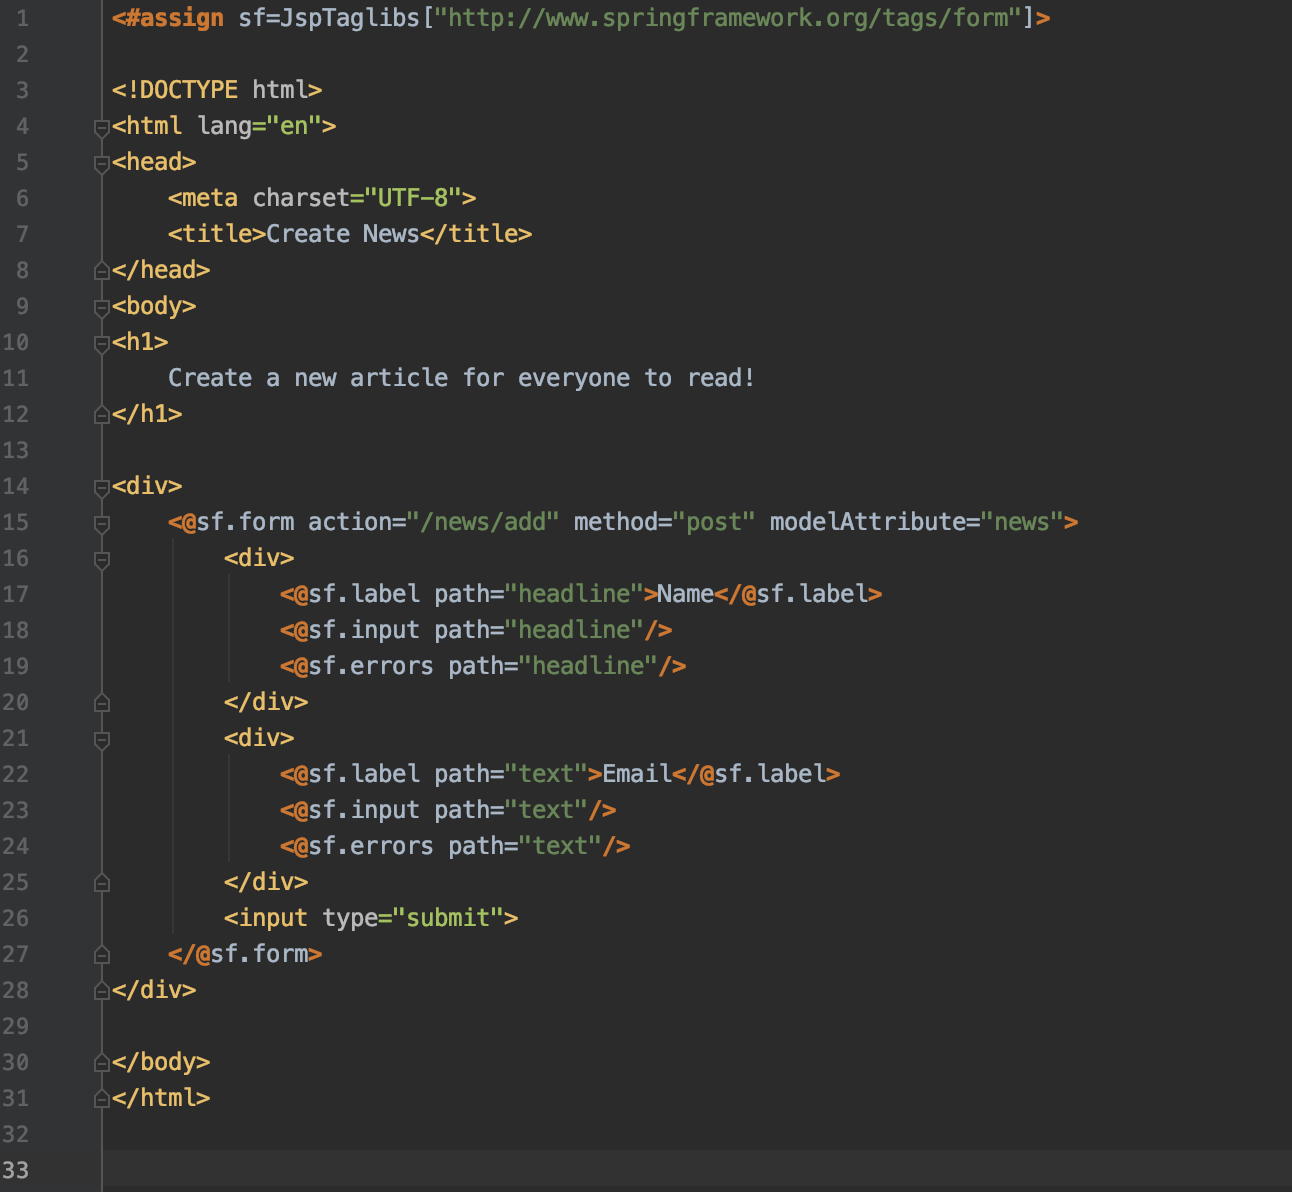 1 <#assign sf=JspTaglibs["http://www.springframework.org/tags/form"]>
2
3 <!DOCTYPE html>
4 <html lang="en">
5 <head>
6     <meta charset="UTF-8">
7     <title>Create News</title>
8 </head>
9 <body>
10 <h1>
11     Create a new article for everyone to read!
12 </h1>
13
14 <div>
15     <@sf.form action="/news/add" method="post" modelAttribute="news">
16         <div>
17             <@sf.label path="headline">Name</@sf.label>
18             <@sf.input path="headline"/>
19             <@sf.errors path="headline"/>
20         </div>
21         <div>
22             <@sf.label path="text">Email</@sf.label>
23             <@sf.input path="text"/>
24             <@sf.errors path="text"/>
25         </div>
26         <input type="submit">
27     </@sf.form>
28 </div>
29
30 </body>
31 </html>
32
33